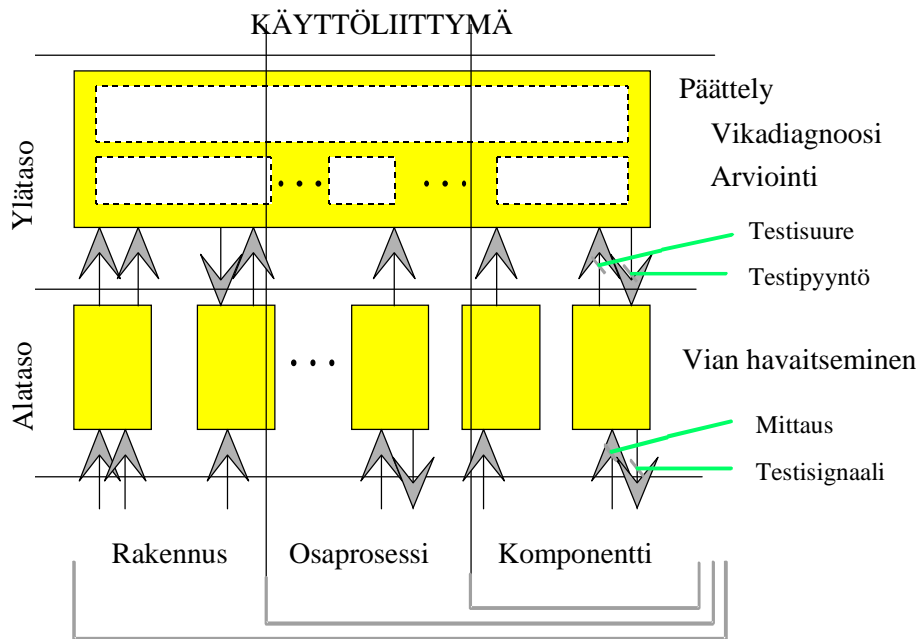 KÄYTTÖLIITTYMÄ
Ylätaso
Päättely
Vikadiagnoosi
Arviointi
Testisuure
Testipyyntö
Alataso
Vian havaitseminen
Mittaus
Testisignaali
Rakennus
Osaprosessi
Komponentti